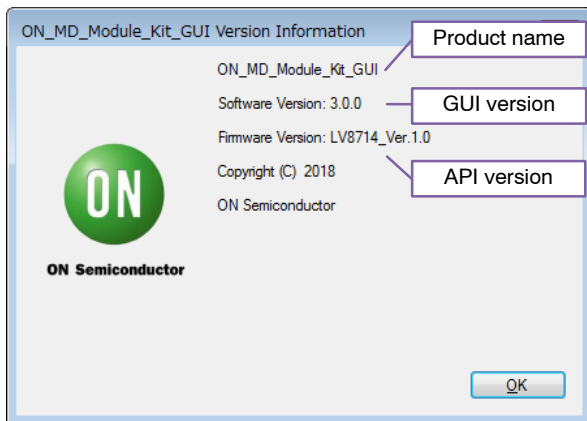 ON_MD_Module_Kit_GUI Version Information
Product name
ON_MD_Module_Kit_GUI
Software Version: 3.0.0
GUI version
Firmware Version: LV8714_Ver.1.0
Copyright (C) 2018
API version
ON Semiconductor
ON
ON Semiconductor
OK